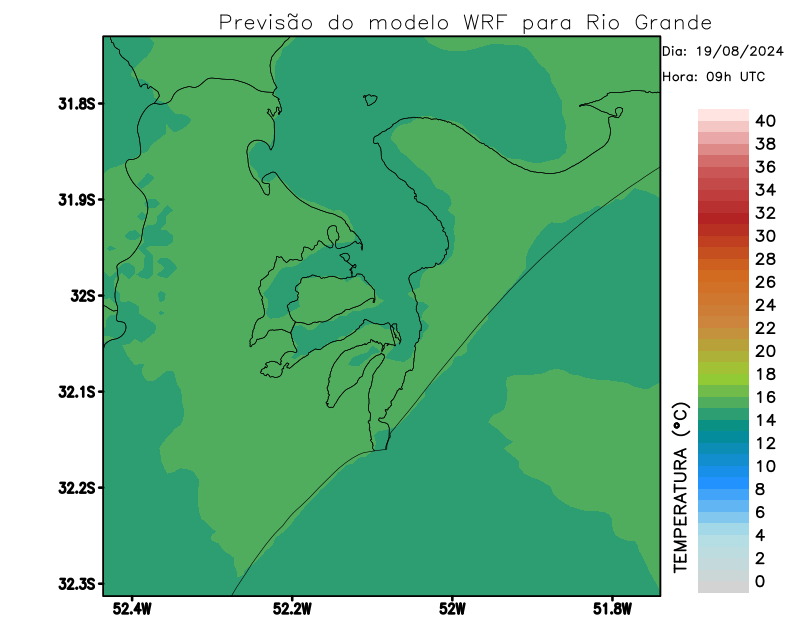 Previsão do modelo WRF para Rio Grande
Dia: 19/08/2024
Hora: 09h UTC
31.8S
31.9S
32S
32.1S
32.2S
32.3S
52.4W
52.2W
52W
51.8W
TEMPERATURA (°C)
40
38
36
34
32
30
28
26
24
22
20
18
16
14
12
10
8
6
4
2
0